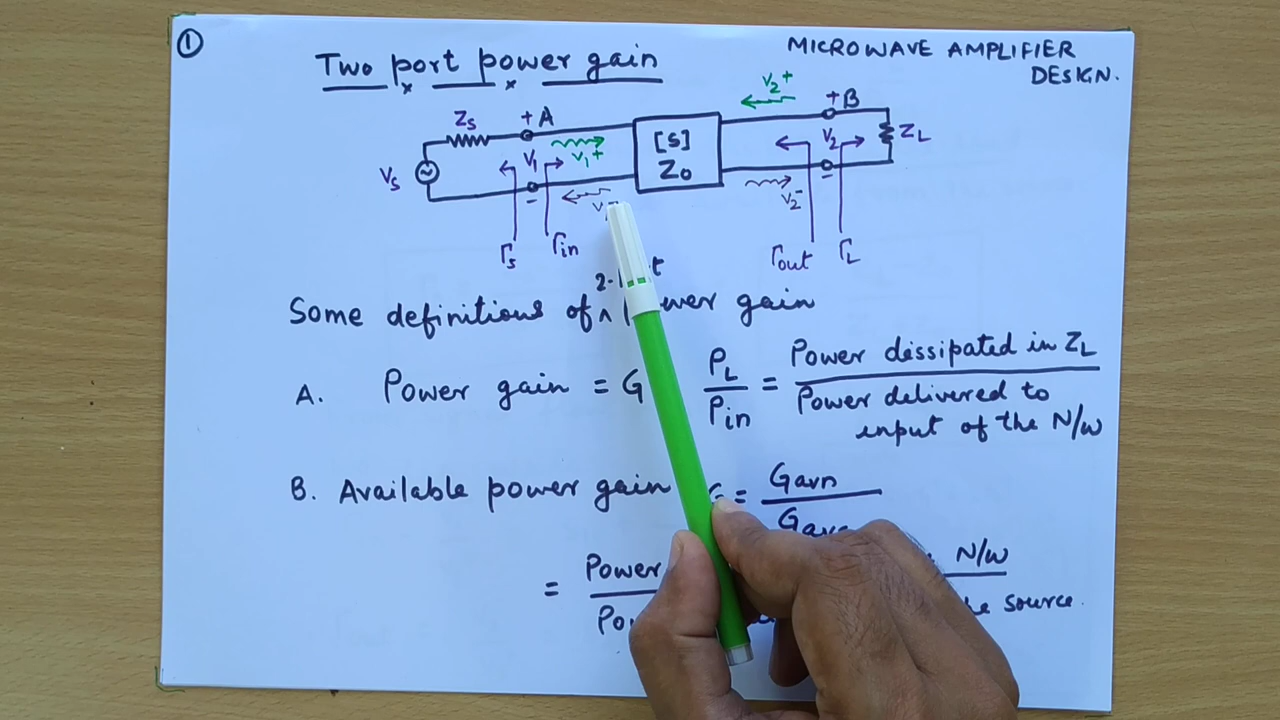 ①
Two port power gain
MICROWAVE AMPLIFIER
DESIGN.
Zs + A V1+ [S] Z0 V2+ + B ZL
Vs V1 V2 V2-
- -
Γs Γin Γout ΓL
Some definitions of ^ power gain
A. Power gain = G PL/Pin = Power dissipated in ZL
Power delivered to
input of the N/w
B. Available power gain = Gavn
= Power N/w
the source.